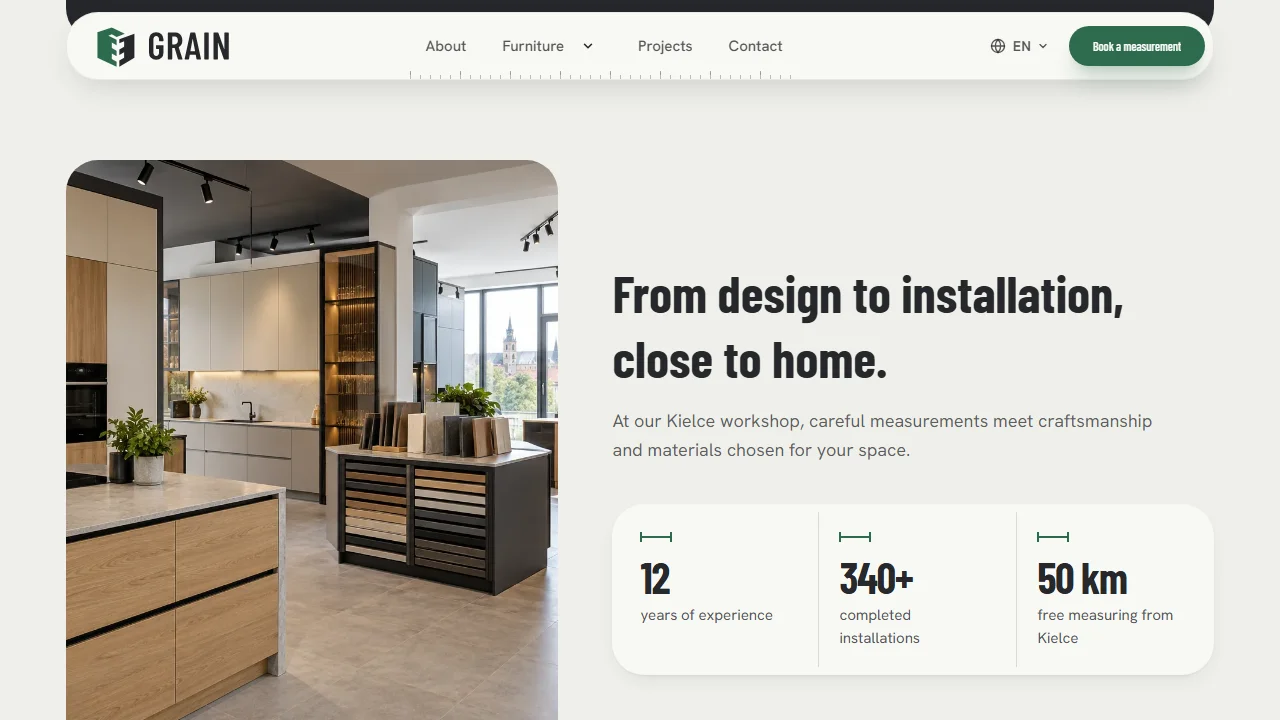 GRAIN
About
Furniture
Projects
Contact
EN
Book a measurement
From design to installation,
close to home.
At our Kielce workshop, careful measurements meet craftsmanship
and materials chosen for your space.
12
years of experience
340+
completed
installations
50 km
free measuring from
Kielce